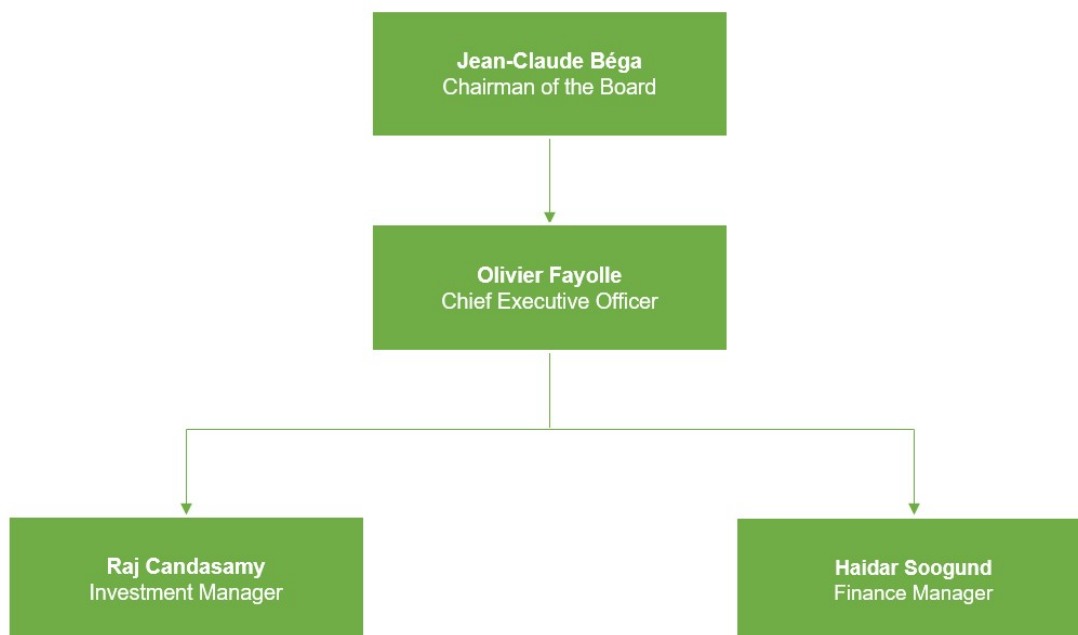 Jean-Claude Béga
Chairman of the Board
Olivier Fayolle
Chief Executive Officer
Raj Candasamy
Investment Manager
Haidar Soogund
Finance Manager